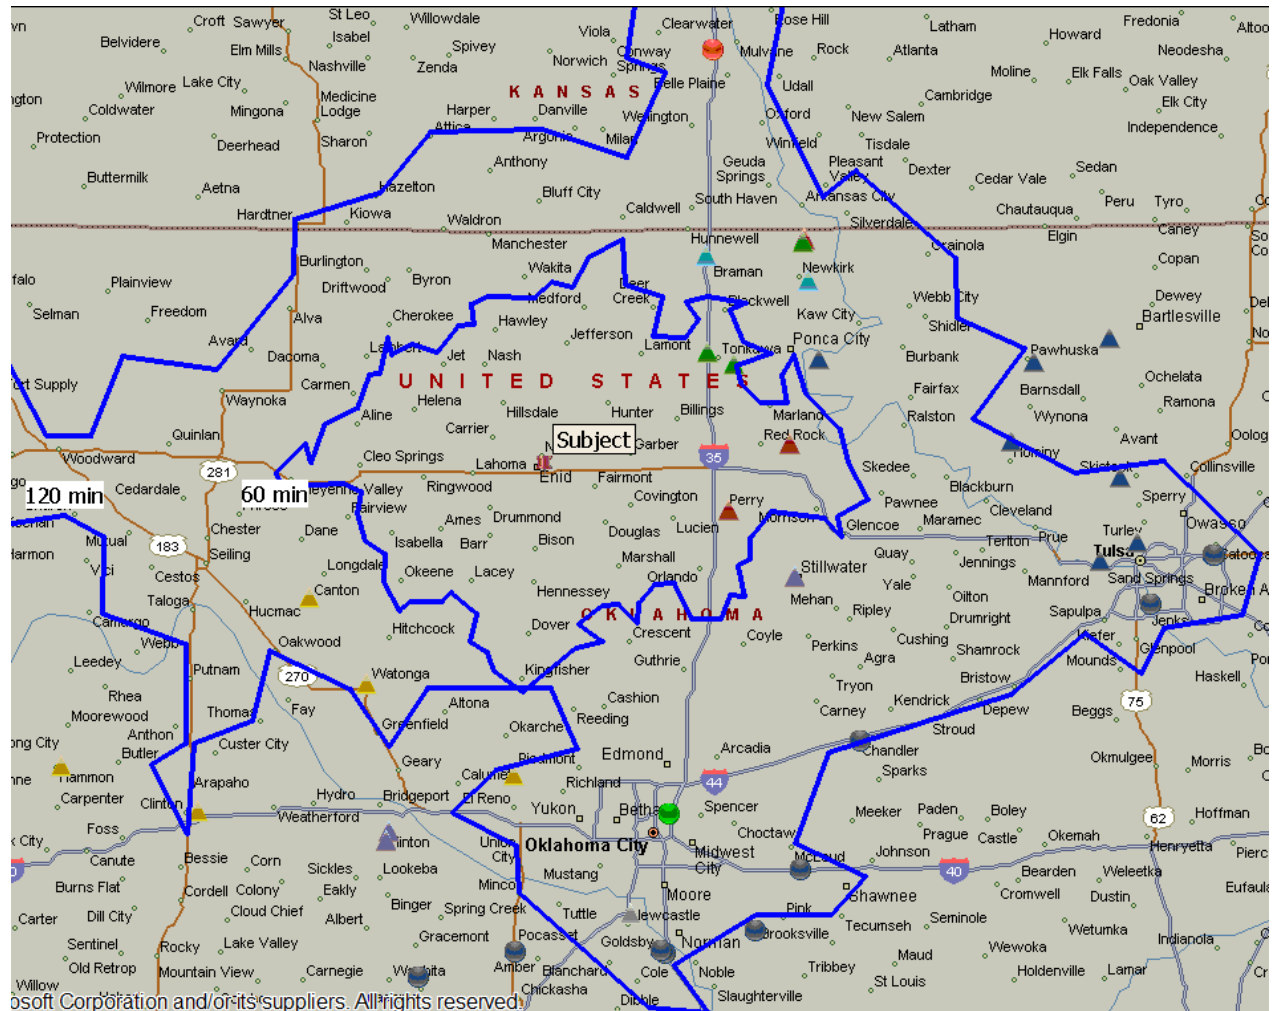 Croft
Sawyer
St Leo
Willowdale
Clearwater
Rose Hill
Fredonia
Isabel
Viola
Latham
Howard
Belvidere
Elm Mills
Spivey
Conway
Springs
Mulvane
Rock
Atlanta
Neodesha
Nashville
Zenda
Norwich
Belle Plaine
Udall
Moline
Elk Falls
Oak Valley
Wilmore
Lake City
KANSAS
Cambridge
Elk City
Coldwater
Mingona
Medicine
Lodge
Harper
Danville
Wellington
Oxford
New Salem
Independence
Protection
Deerhead
Sharon
Attica
Argonia
Milan
Winfield
Tisdale
Anthony
Geuda
Springs
Pleasant
Valley
Dexter
Sedan
Buttermilk
Aetna
Hazelton
Bluff City
South Haven
Arkansas City
Cedar Vale
Peru
Tyro
Hardtner
Kiowa
Waldron
Caldwell
Silverdale
Chautauqua
Elgin
Caney
Manchester
Hunnewell
Grainola
Burlington
Wakita
Braman
Newkirk
Copan
Plainview
Driftwood
Byron
Deer
Creek
Medford
Blackwell
Webb City
Dewey
Selman
Freedom
Alva
Cherokee
Hawley
Kaw City
Shidler
Bartlesville
Avard
Dacoma
Lambert
Jet
Nash
Jefferson
Lamont
Tonkawa
Ponca City
Burbank
Pawhuska
Carmen
UNITED STATES
Fairfax
Barnsdall
Ochelata
Waynoka
Aline
Helena
Hillsdale
Hunter
Billings
Marland
Ralston
Wynona
Ramona
Quinlan
Carrier
Subject
Garber
Red Rock
Avant
Hominy
Woodward
281
Cleo Springs
Lahoma
Enid
35
Skedee
Skiatook
Collinsville
120 min
Cedardale
60 min
Cheyenne Valley
Ringwood
Fairmont
Blackburn
Sperry
Fairview
Covington
Perry
Pawnee
Cleveland
Chester
Dane
Ames
Drummond
Lucien
Morrison
Glencoe
Maramec
Turley
Owasso
Harmon
Mutual
183
Seiling
Isabella
Barr
Bison
Douglas
Quay
Terlton
Prue
Tulsa
Catoosa
Vici
Cestos
Longdale
Okeene
Lacey
Marshall
Orlando
Stillwater
Yale
Jennings
Mannford
Sand Springs
Canton
Hennessey
Mehan
Oilton
Taloga
Hucmac
OKLAHOMA
Ripley
Drumright
Sapulpa
Jenks
Camargo
Webb
Oakwood
Hitchcock
Dover
Crescent
Coyle
Perkins
Cushing
Kiefer
Glenpool
Leedey
Putnam
270
Watonga
Kingfisher
Guthrie
Agra
Shamrock
Mounds
Haskell
Rhea
Tryon
Kendrick
Bristow
Moorewood
Thomas
Fay
Greenfield
Altona
Okarche
Cashion
Reeding
Carney
Depew
Beggs
75
Anthon
Butler
Custer City
Geary
Piedmont
Edmond
Arcadia
Chandler
Stroud
Okmulgee
Morris
Hammon
Arapaho
Calumet
Richland
44
Sparks
Carpenter
Clinton
Hydro
Bridgeport
El Reno
Yukon
Spencer
Meeker
Paden
Boley
Hoffman
Foss
Weatherford
Oklahoma City
Choctaw
Prague
Castle
Okemah
62
Henryetta
Canute
Bessie
Corn
Union
City
Midwest
City
McLoud
Johnson
40
Bearden
Weleetka
Burns Flat
Cordell
Colony
Sickles
Eakly
Lookeba
Minco
Mustang
Moore
Shawnee
Cromwell
Dustin
Carter
Dill City
Cloud Chief
Albert
Binger
Spring Creek
Tuttle
Newcastle
Pink
Tecumseh
Seminole
Wetumka
Sentinel
Rocky
Lake Valley
Gracemont
Pocasset
Goldsby
Norman
Brooksville
Maud
Wewoka
Indianola
Old Retrop
Mountain View
Carnegie
Amber
Blanchard
Cole
Noble
Tribbey
St Louis
Holdenville
Lamar
Willow
Chickasha
Dibble
Slaughterville
osoft Corporation and/or its suppliers. All rights reserved.